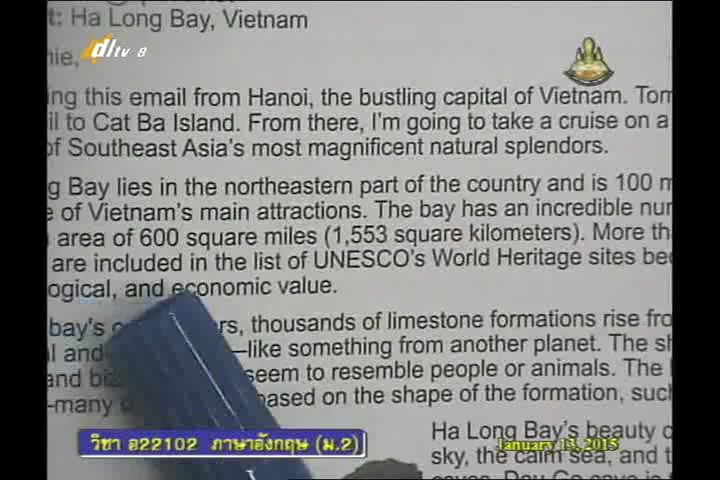 t: Ha Long Bay, Vietnam
nie,
dltv 8
ing this email from Hanoi, the bustling capital of Vietnam. Tom
il to Cat Ba Island. From there, I'm going to take a cruise on a
of Southeast Asia's most magnificent natural splendors.
g Bay lies in the northeastern part of the country and is 100 m
e of Vietnam's main attractions. The bay has an incredible nu
area of 600 square miles (1,553 square kilometers). More th
are included in the list of UNESCO's World Heritage sites be
ogical, and economic value.
bay's rs, thousands of limestone formations rise fro
l and —like something from another planet. The sh
and bi seem to resemble people or animals. The
-many based on the shape of the formation, suc
Ha Long Bay's beauty
sky, the calm sea, and t
วิชา อ22102 ภาษาอังกฤษ (ม.2)
January 13, 2015